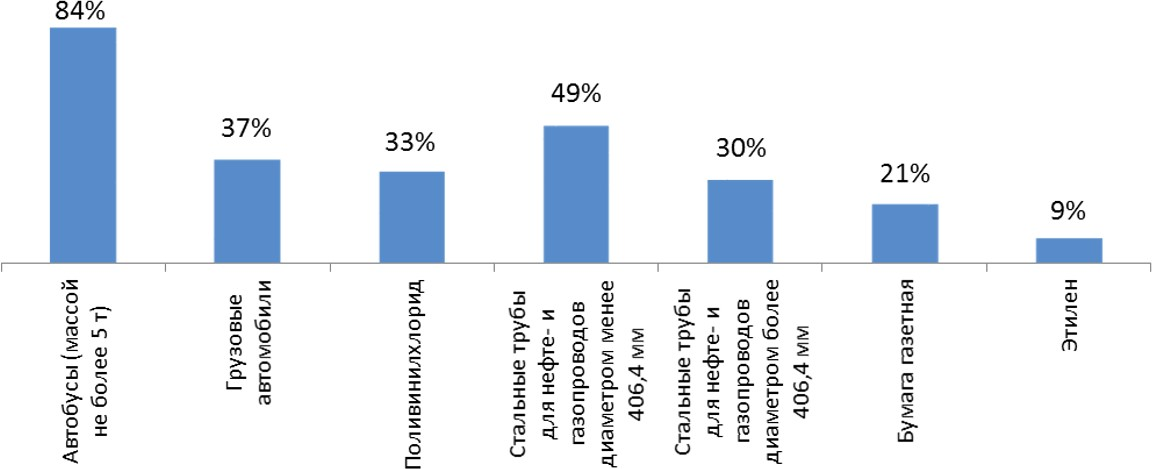 84%
37%
33%
49%
30%
21%
9%
Автобусы (массой
не более 5 т)
Грузовые
автомобили
Поливинилхлорид
Стальные трубы
для нефте- и
газопроводов
диаметром менее
406,4 мм
Стальные трубы
для нефте- и
газопроводов
диаметром более
406,4 мм
Бумага газетная
Этилен